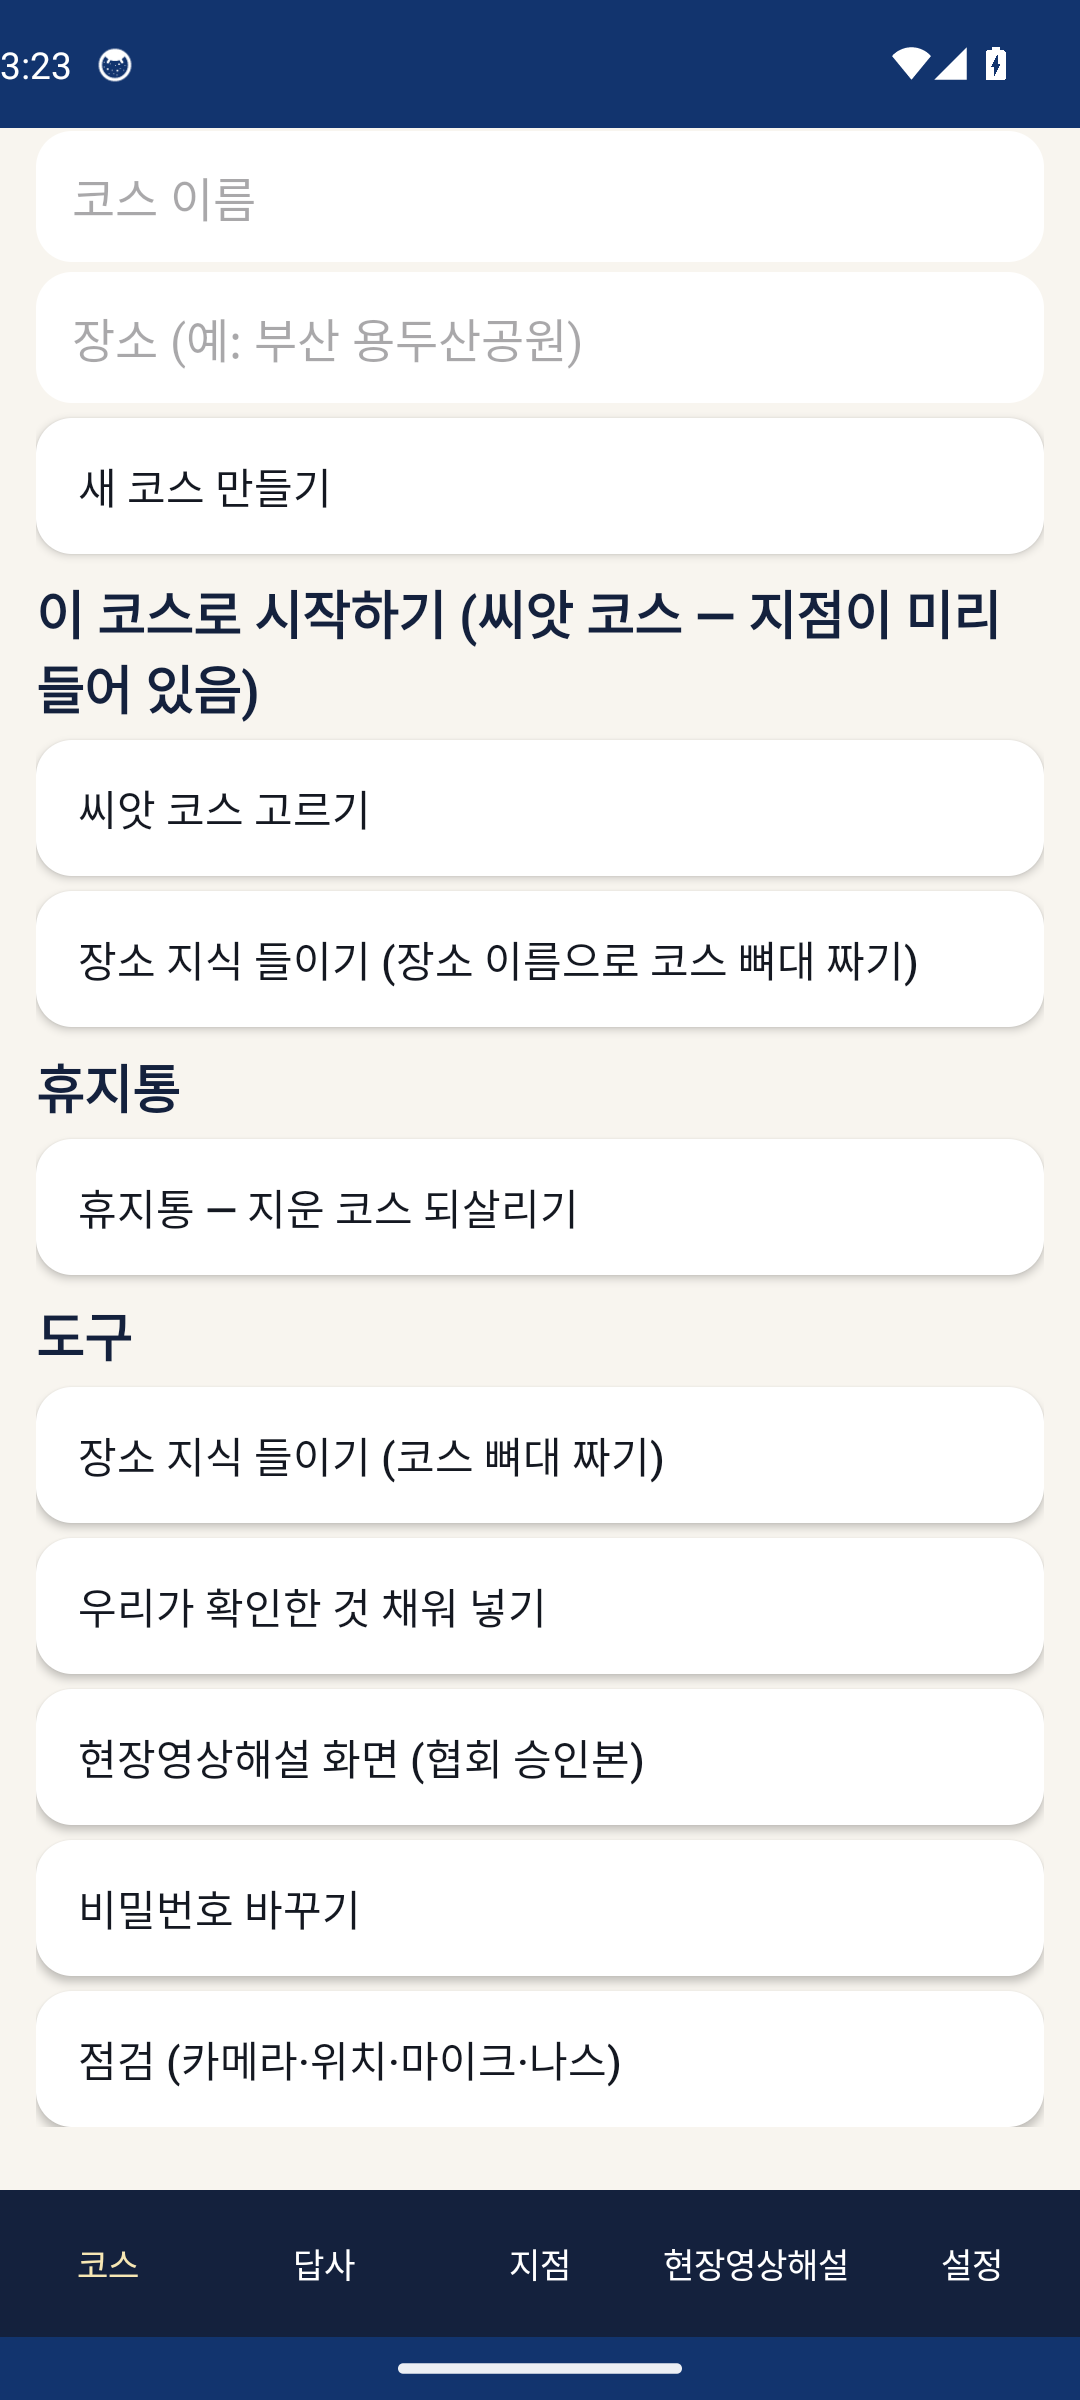 3:23
코스 이름
장소 (예: 부산 용두산공원)
새 코스 만들기
이 코스로 시작하기 (씨앗 코스 – 지점이 미리
들어 있음)
씨앗 코스 고르기
장소 지식 들이기 (장소 이름으로 코스 뼈대 짜기)
휴지통
휴지통 – 지운 코스 되살리기
도구
장소 지식 들이기 (코스 뼈대 짜기)
우리가 확인한 것 채워 넣기
현장영상해설 화면 (협회 승인본)
비밀번호 바꾸기
점검 (카메라·위치·마이크·나스)
코스 답사 지점 현장영상해설 설정